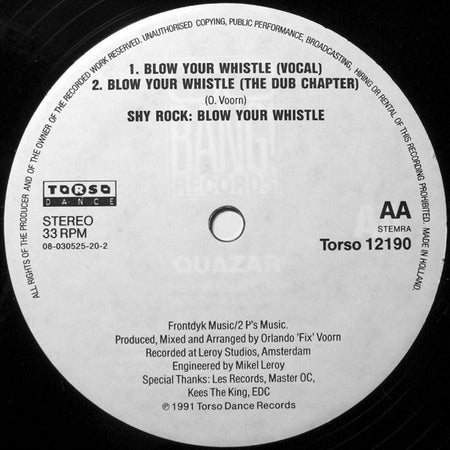 ALL RIGHTS OF THE PRODUCER AND OF THE OWNER OF THE RECORDED WORK RESERVED. UNAUTHORISED COPYING, PUBLIC PERFORMANCE, BROADCASTING, HIRING OR RENTAL OF THIS RECORDING PROHIBITED. MADE IN HOLLAND.
1. BLOW YOUR WHISTLE (VOCAL)
2. BLOW YOUR WHISTLE (THE DUB CHAPTER)
(O. Voorn)
SHY ROCK: BLOW YOUR WHISTLE
BANG!
RECORDS
TORSO
DANCE
STEREO
33 RPM
08-030525-20-2
AA
STEMRA
Torso 12190
QUAZAR
Frontdyk Music/2 P's Music.
Produced, Mixed and Arranged by Orlando 'Fix' Voorn
Recorded at Leroy Studios, Amsterdam
Engineered by Mikel Leroy
Special Thanks: Les Records, Master OC,
Kees The King, EDC
℗ 1991 Torso Dance Records